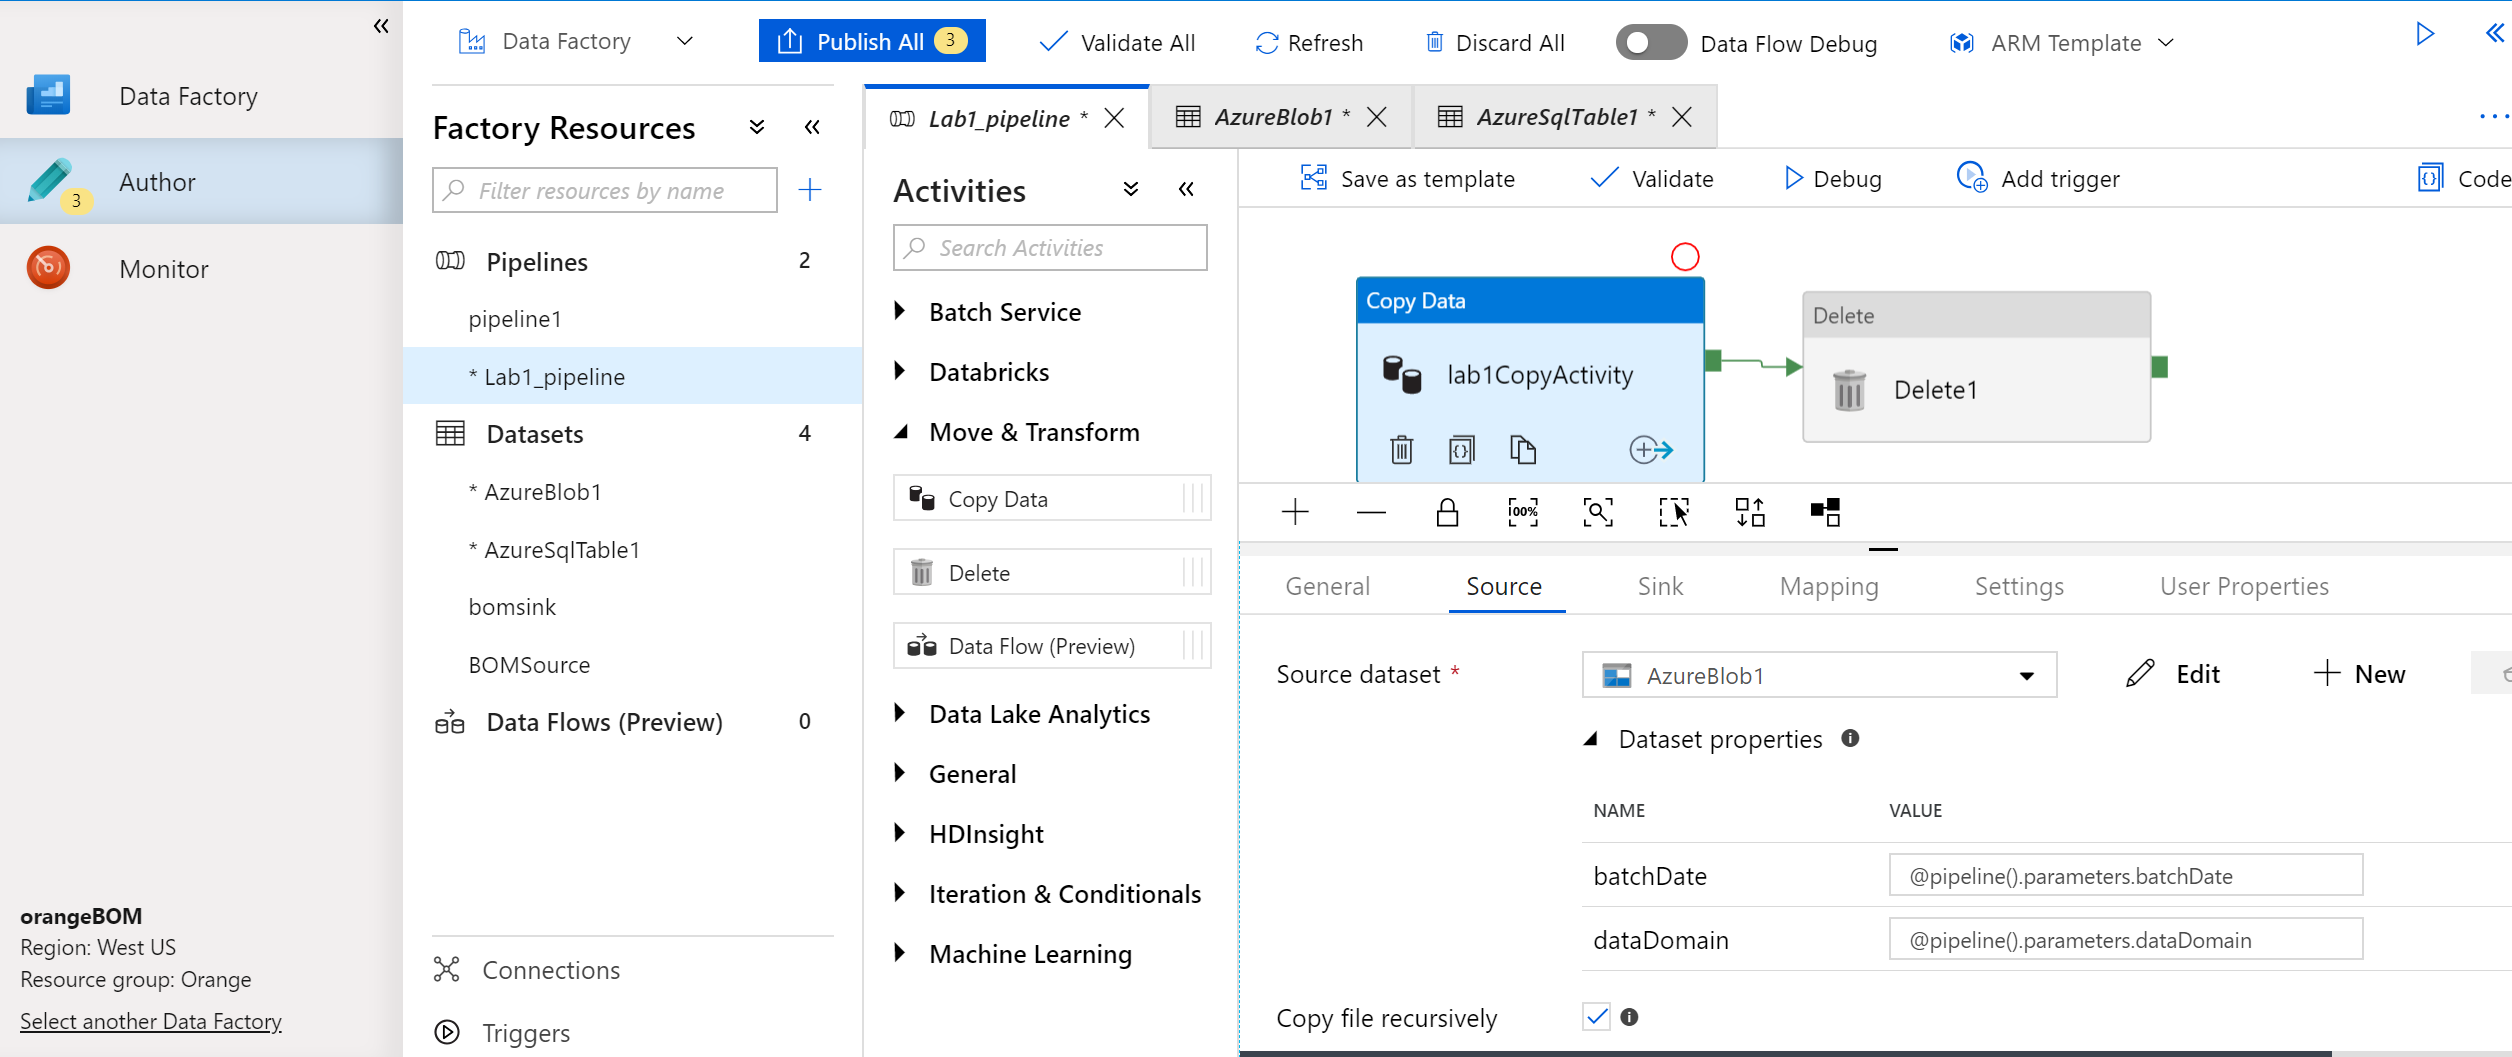 Data Factory
Author
3
Monitor
orangeBOM
Region: West US
Resource group: Orange
Select another Data Factory
Data Factory
Publish All 3
Validate All
Refresh
Discard All
Data Flow Debug
ARM Template
Factory Resources
Filter resources by name
Pipelines 2
pipeline1
* Lab1_pipeline
Datasets 4
* AzureBlob1
* AzureSqlTable1
bomsink
BOMSource
Data Flows (Preview) 0
Connections
Triggers
Lab1_pipeline *
AzureBlob1 *
AzureSqlTable1 *
Activities
Search Activities
Batch Service
Databricks
Move & Transform
Copy Data
Delete
Data Flow (Preview)
Data Lake Analytics
General
HDInsight
Iteration & Conditionals
Machine Learning
Save as template
Validate
Debug
Add trigger
Code
Copy Data
lab1CopyActivity
Delete
Delete1
100%
General
Source
Sink
Mapping
Settings
User Properties
Source dataset *
AzureBlob1
Edit
New
Dataset properties
NAME VALUE
batchDate @pipeline().parameters.batchDate
dataDomain @pipeline().parameters.dataDomain
Copy file recursively